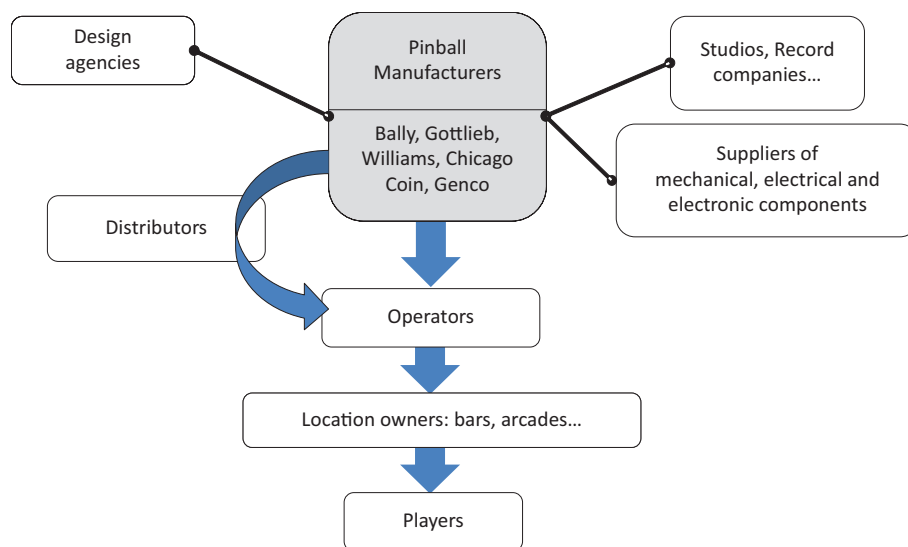 Design
agencies
Pinball
Manufacturers
Studios, Record
companies...
Bally, Gottlieb,
Williams, Chicago
Coin, Genco
Suppliers of
mechanical, electrical and
electronic components
Distributors
Operators
Location owners: bars, arcades...
Players